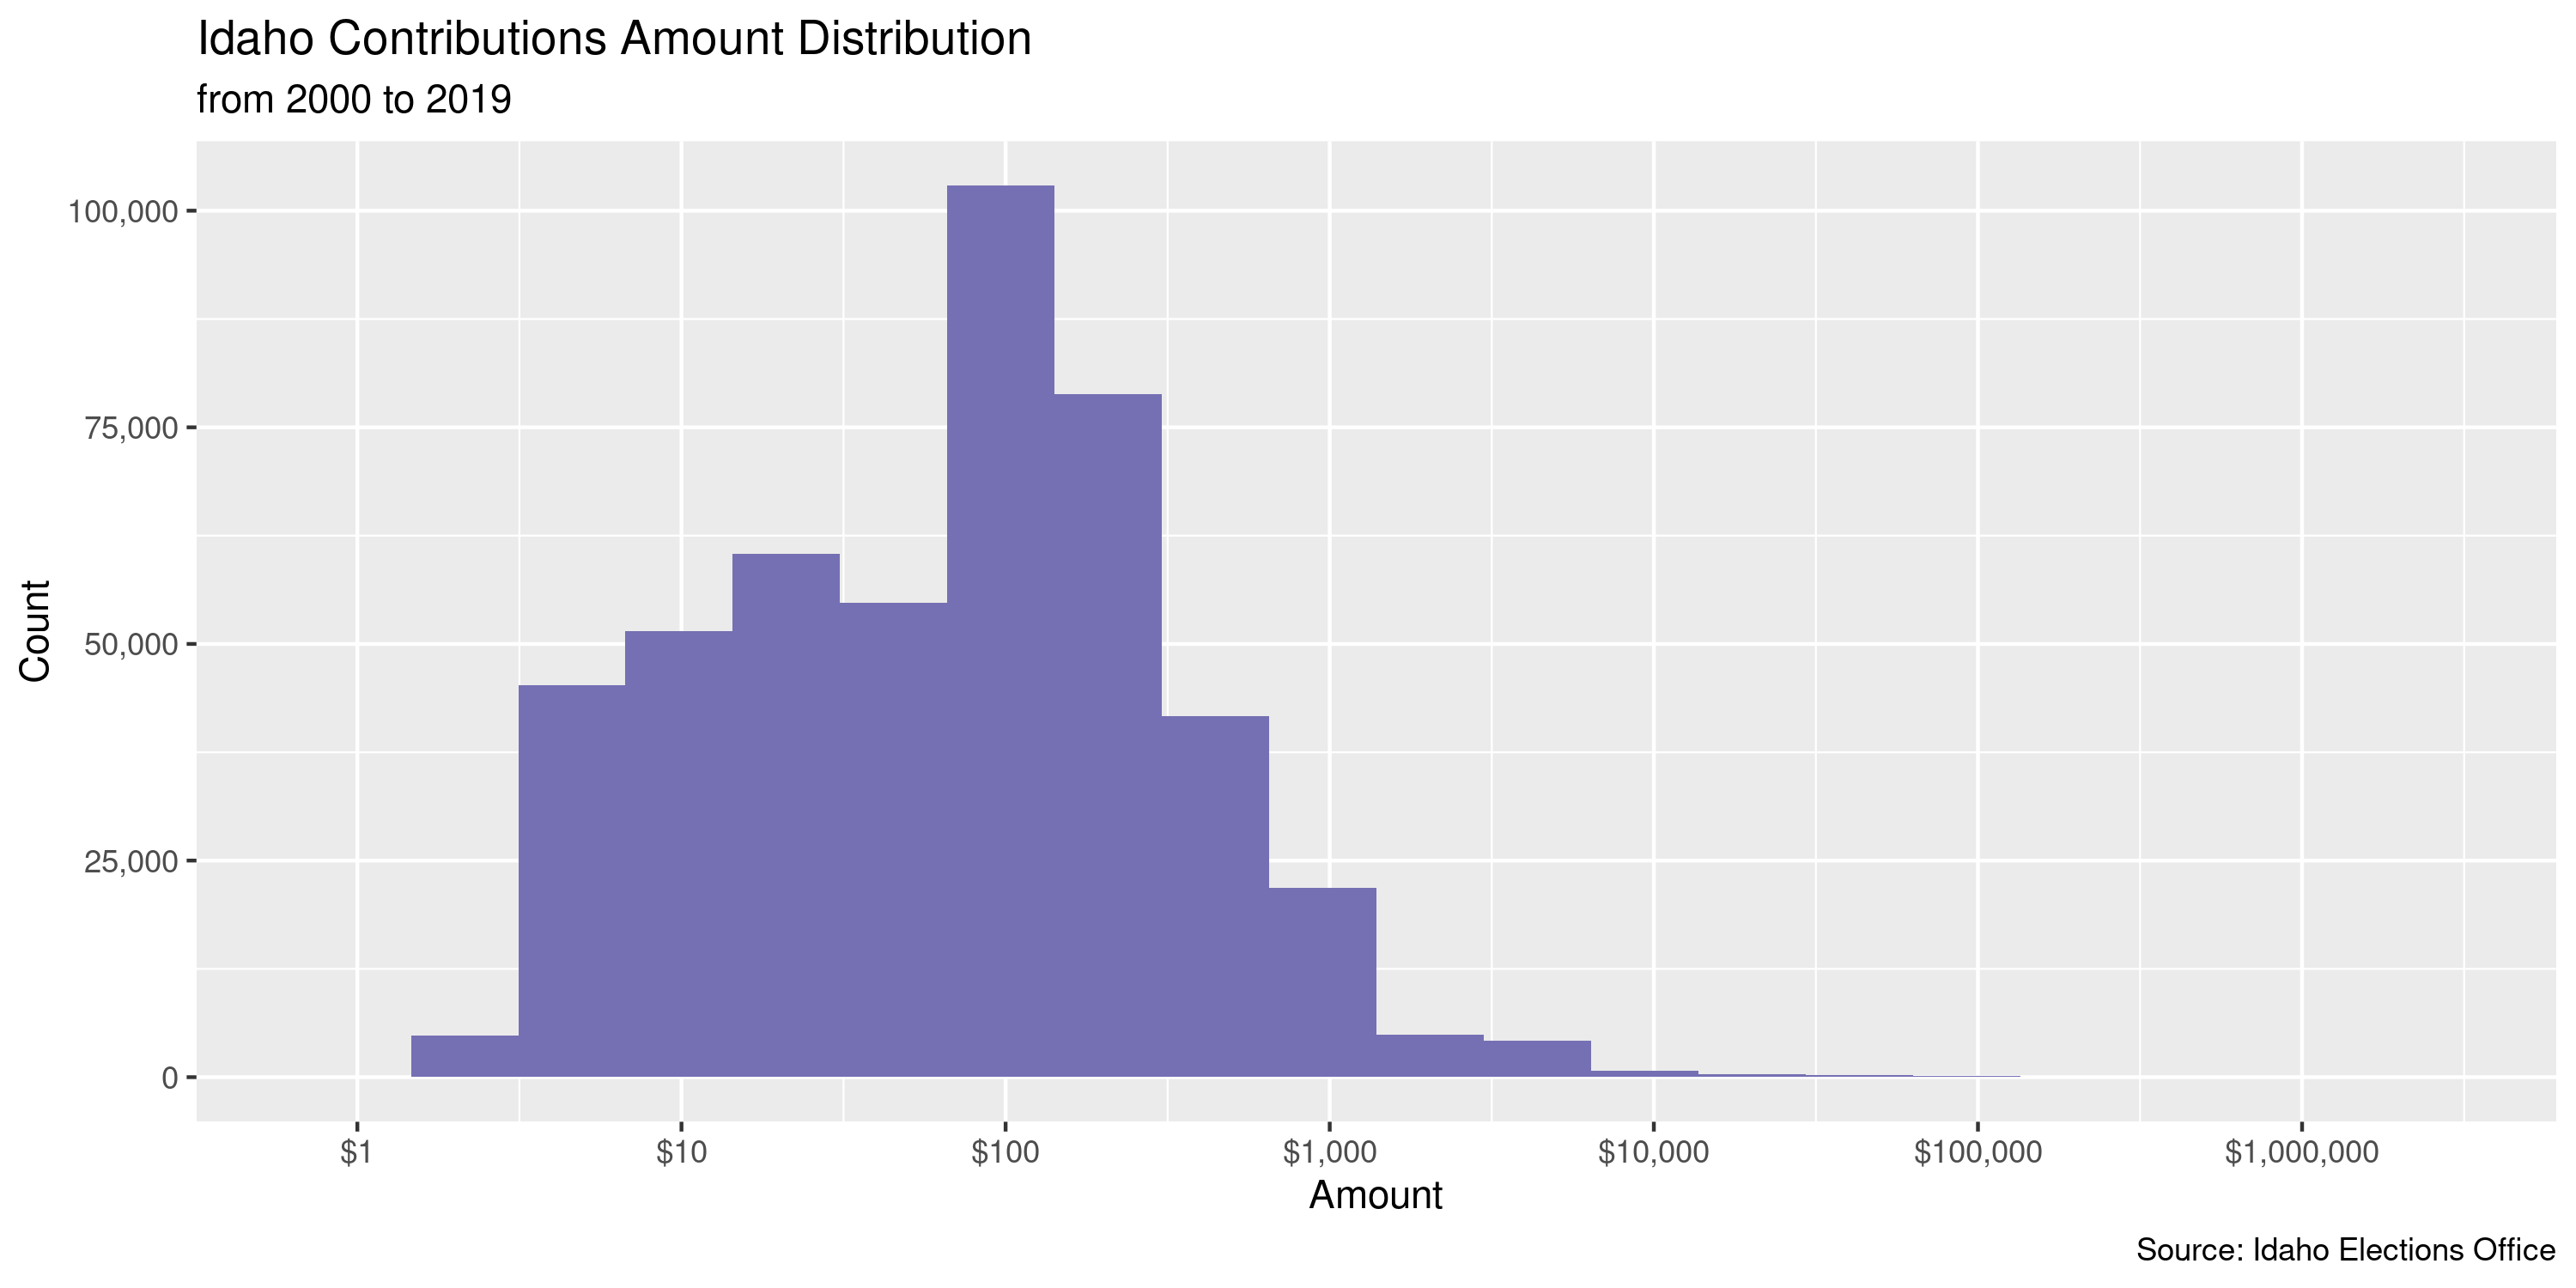 Idaho Contributions Amount Distribution
from 2000 to 2019
100,000
75,000
50,000
25,000
0
Count
$1 $10 $100 $1,000 $10,000 $100,000 $1,000,000
Amount
Source: Idaho Elections Office